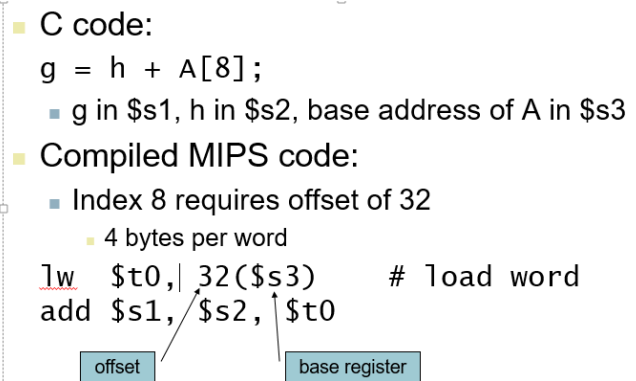 C code:
g = h + A[8];
g in $s1, h in $s2, base address of A in $s3
Compiled MIPS code:
Index 8 requires offset of 32
4 bytes per word
lw $t0, 32($s3) # load word
add $s1, $s2, $t0
offset
base register